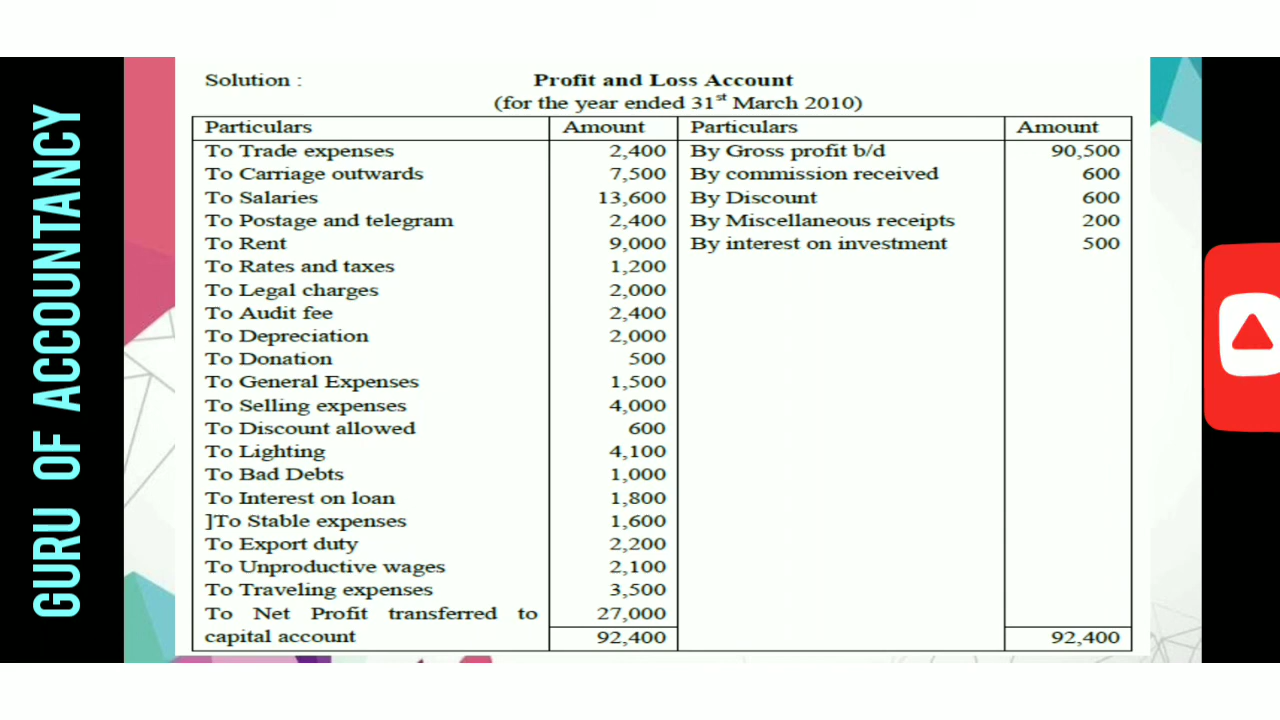 GURU OF ACCOUNTANCY
Solution :
Profit and Loss Account
(for the year ended 31st March 2010)
Particulars Amount Particulars Amount
To Trade expenses 2,400 By Gross profit b/d 90,500
To Carriage outwards 7,500 By commission received 600
To Salaries 13,600 By Discount 600
To Postage and telegram 2,400 By Miscellaneous receipts 200
To Rent 9,000 By interest on investment 500
To Rates and taxes 1,200
To Legal charges 2,000
To Audit fee 2,400
To Depreciation 2,000
To Donation 500
To General Expenses 1,500
To Selling expenses 4,000
To Discount allowed 600
To Lighting 4,100
To Bad Debts 1,000
To Interest on loan 1,800
]To Stable expenses 1,600
To Export duty 2,200
To Unproductive wages 2,100
To Traveling expenses 3,500
To Net Profit transferred to 27,000
capital account 92,400 92,400